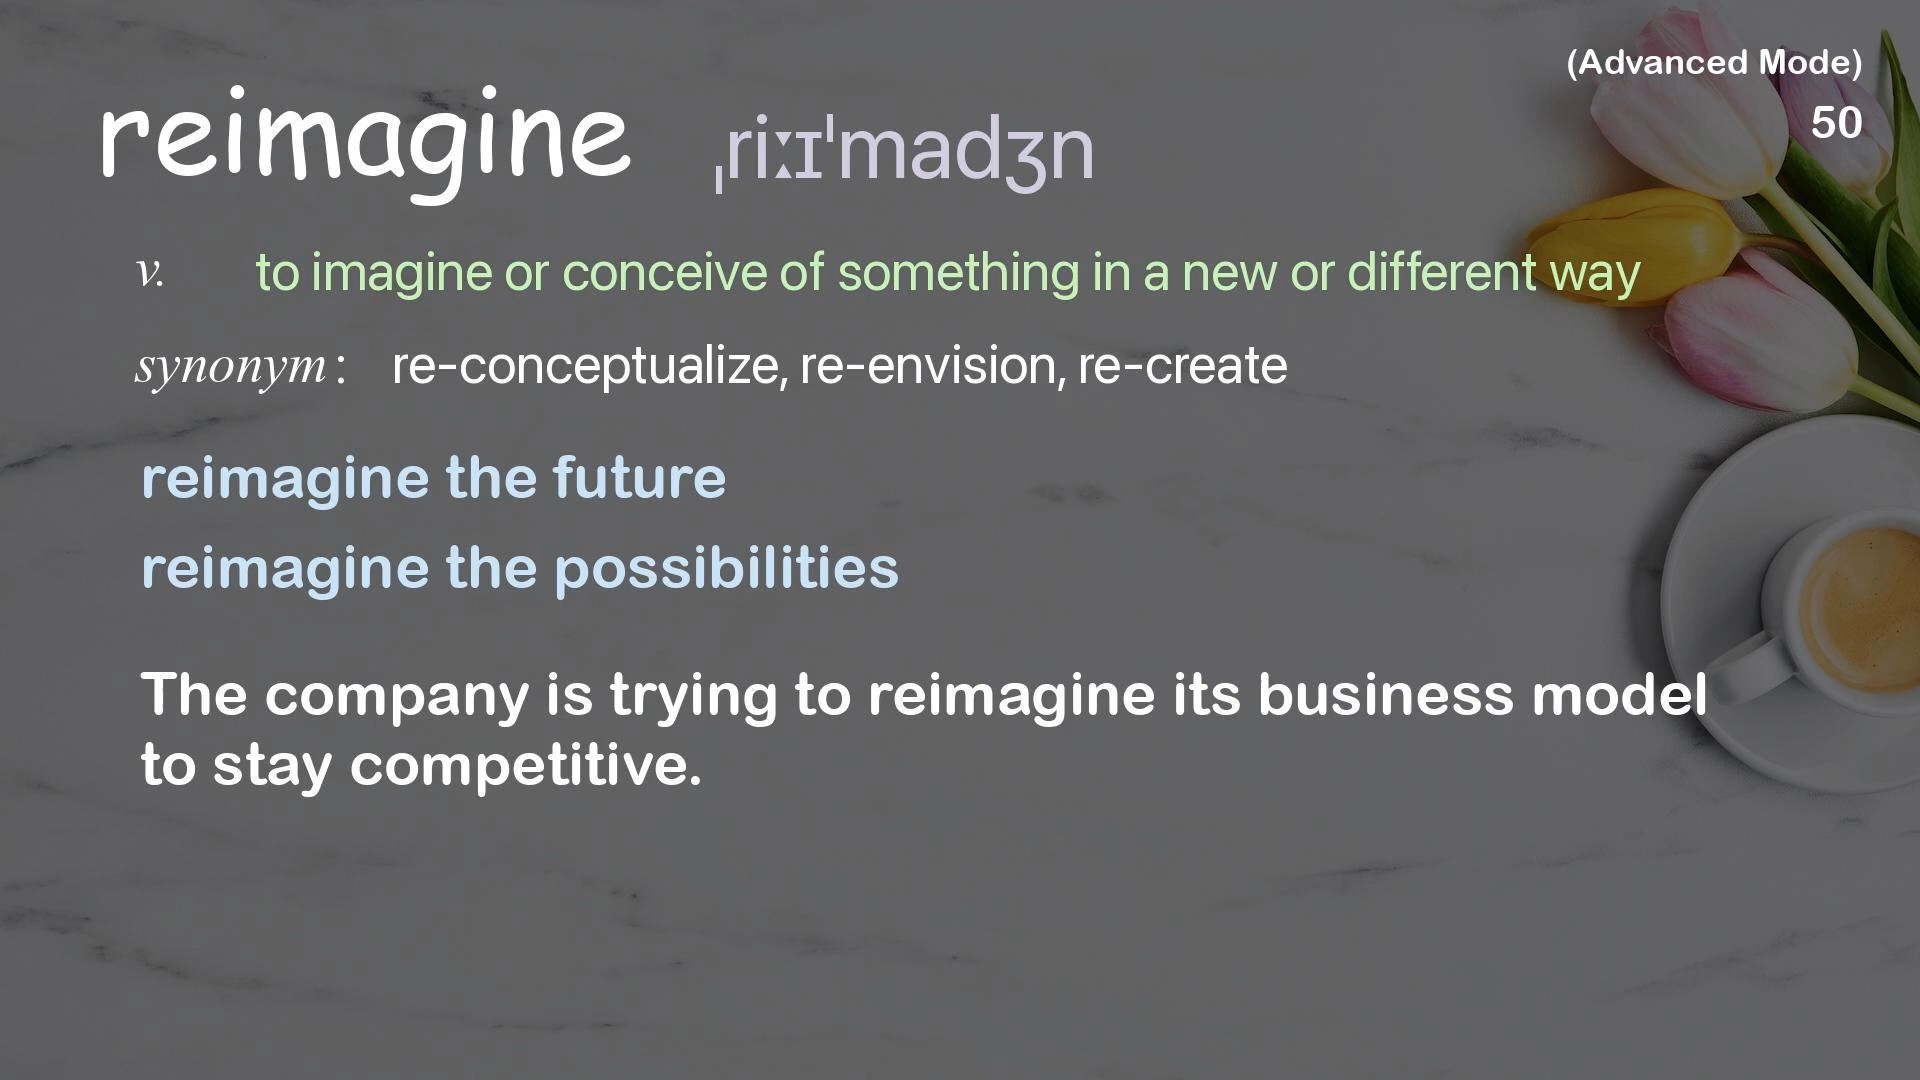 (Advanced Mode)
50
reimagine ˌriːɪˈmadʒn
v. to imagine or conceive of something in a new or different way
synonym : re-conceptualize, re-envision, re-create
reimagine the future
reimagine the possibilities
The company is trying to reimagine its business model
to stay competitive.